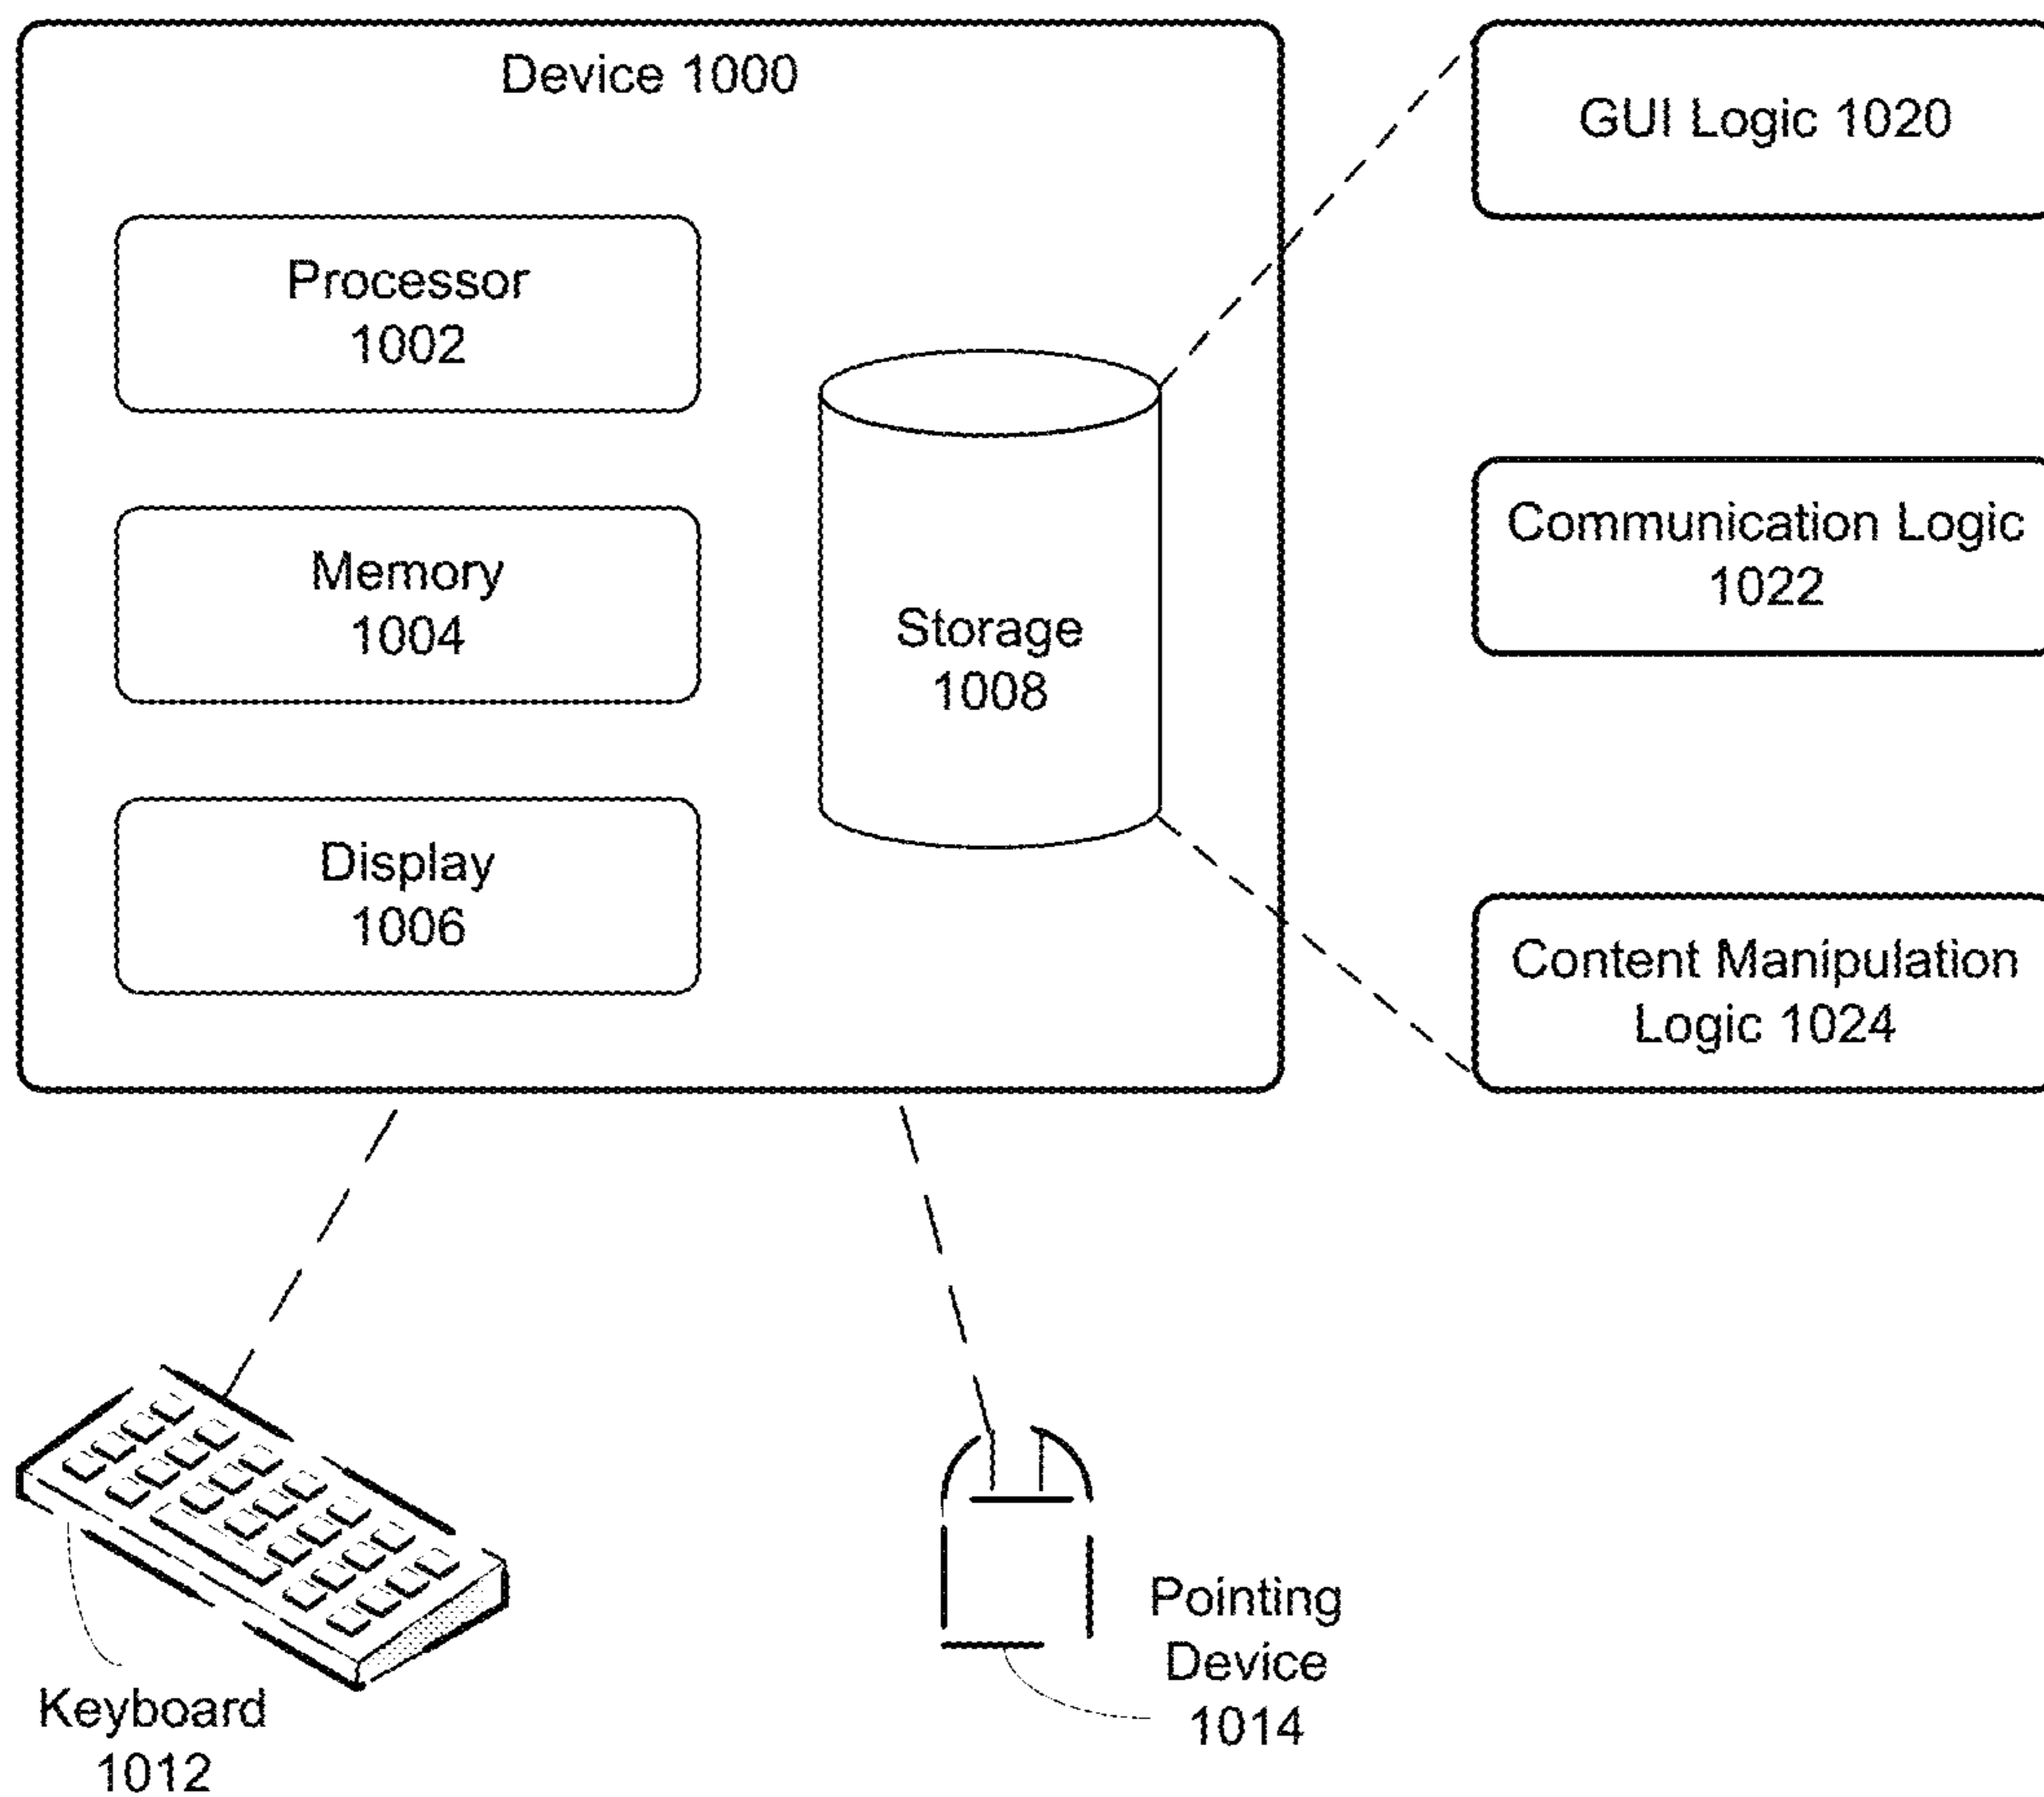 Device 1000
Processor
1002
Memory
1004
Display
1006
Storage
1008
GUI Logic 1020
Communication Logic
1022
Content Manipulation
Logic 1024
Keyboard
1012
Pointing
Device
1014